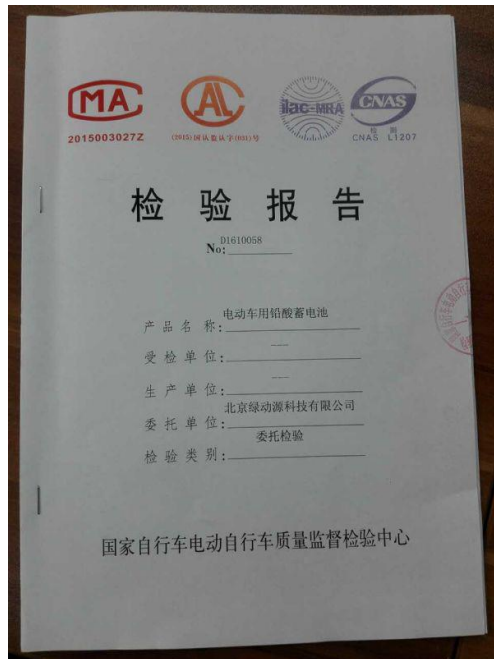 MA
2015003027Z
CAL
(2015)国认监认字(031)号
ilac-MRA
CNAS
检测
CNAS L1207
检验报告
No: D1610058
产品名称: 电动车用铅酸蓄电池
受检单位: ——
生产单位: ——
委托单位: 北京绿动源科技有限公司
检验类别: 委托检验
国家自行车电动自行车质量监督检验中心